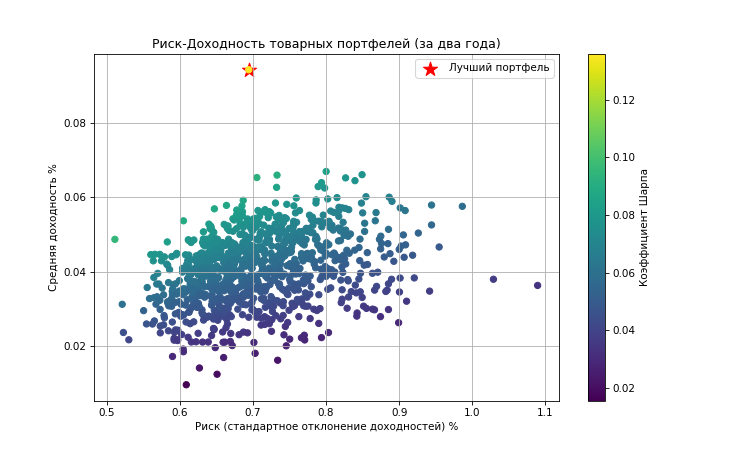 Риск-Доходность товарных портфелей (за два года)
Лучший портфель
Средняя доходность %
0.08
0.06
0.04
0.02
0.5 0.6 0.7 0.8 0.9 1.0 1.1
Риск (стандартное отклонение доходностей) %
0.12
0.10
0.08
0.06
0.04
0.02
Коэффициент Шарпа